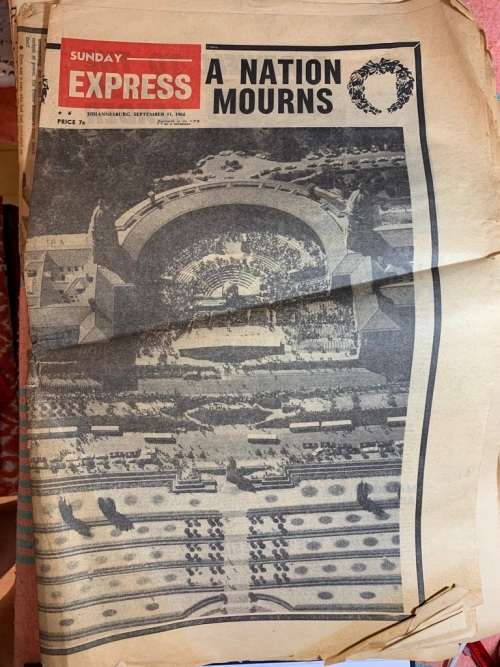 SUNDAY
EXPRESS
A NATION
MOURNS
JOHANNESBURG, SEPTEMBER 11, 1966
PRICE 7c